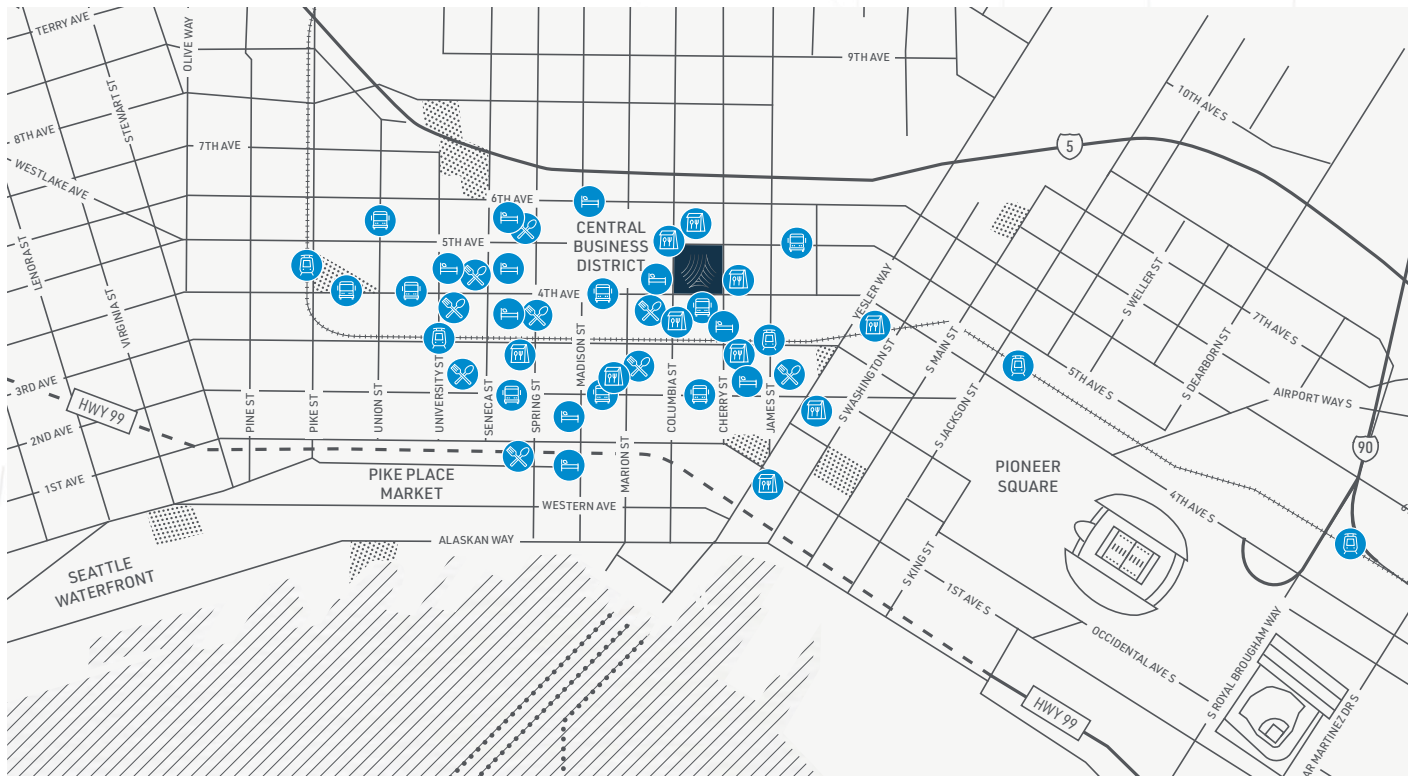 TERRY AVE
OLIVE WAY
9TH AVE
STEWART ST
10TH AVE S
8TH AVE
7TH AVE
5
WESTLAKE AVE
6TH AVE
CENTRAL
BUSINESS
DISTRICT
5TH AVE
LENORA ST
VIRGINIA ST
4TH AVE
YESLER WAY
S WELLER ST
7TH AVE S
MADISON ST
S MAIN ST
S WASHINGTON ST
5TH AVE S
S DEARBORN ST
AIRPORT WAY S
3RD AVE
HWY 99
2ND AVE
1ST AVE
PINE ST
PIKE ST
UNION ST
UNIVERSITY ST
SENECA ST
SPRING ST
MARION ST
COLUMBIA ST
CHERRY ST
JAMES ST
S JACKSON ST
90
PIKE PLACE
MARKET
PIONEER
SQUARE
WESTERN AVE
4TH AVE S
ALASKAN WAY
SEATTLE
WATERFRONT
S KING ST
1ST AVE S
OCCIDENTAL AVE S
S ROYAL BROUGHAM WAY
HWY 99
AR MARTINEZ DR S